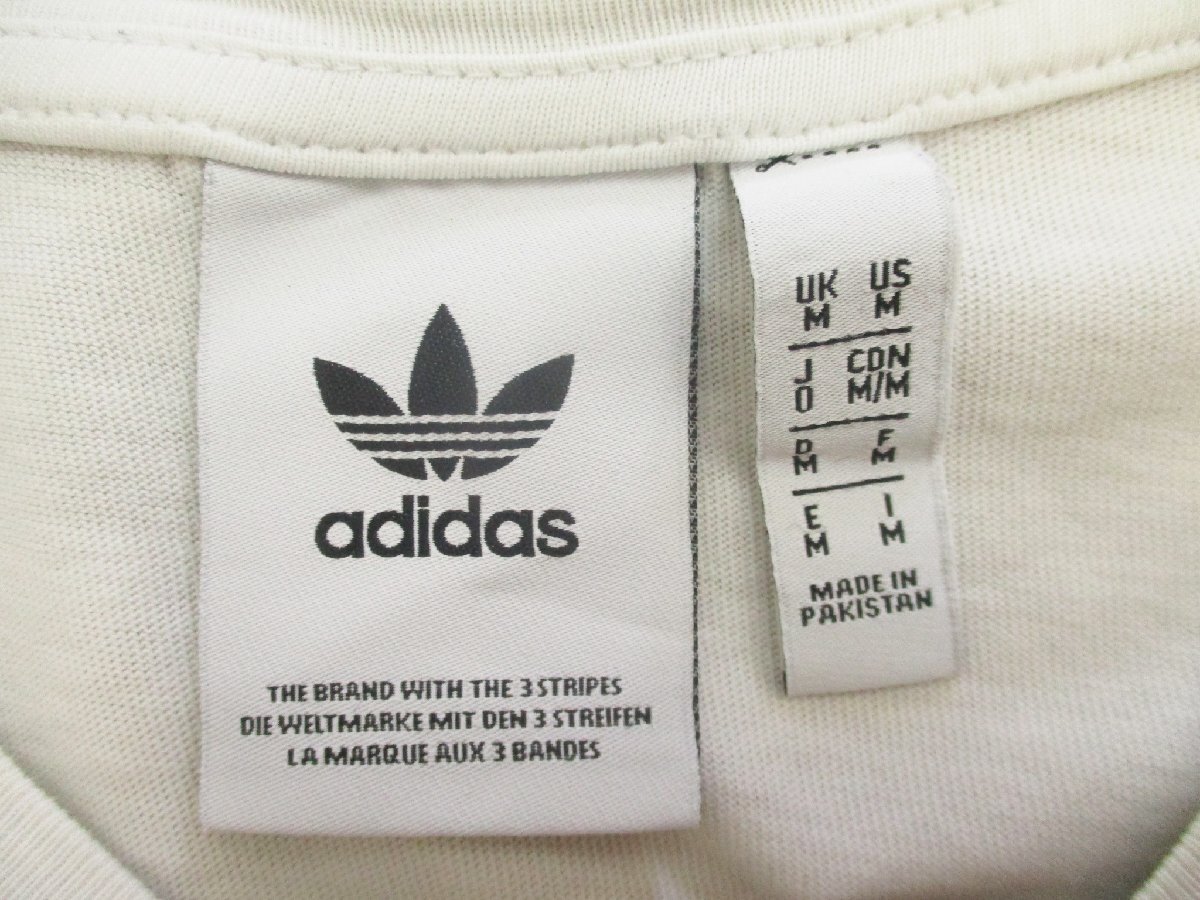 adidas
THE BRAND WITH THE 3 STRIPES
DIE WELTMARKE MIT DEN 3 STREIFEN
LA MARQUE AUX 3 BANDES
UK US
M M
J CDN
O M/M
D F
M M
E I
M M
MADE IN
PAKISTAN